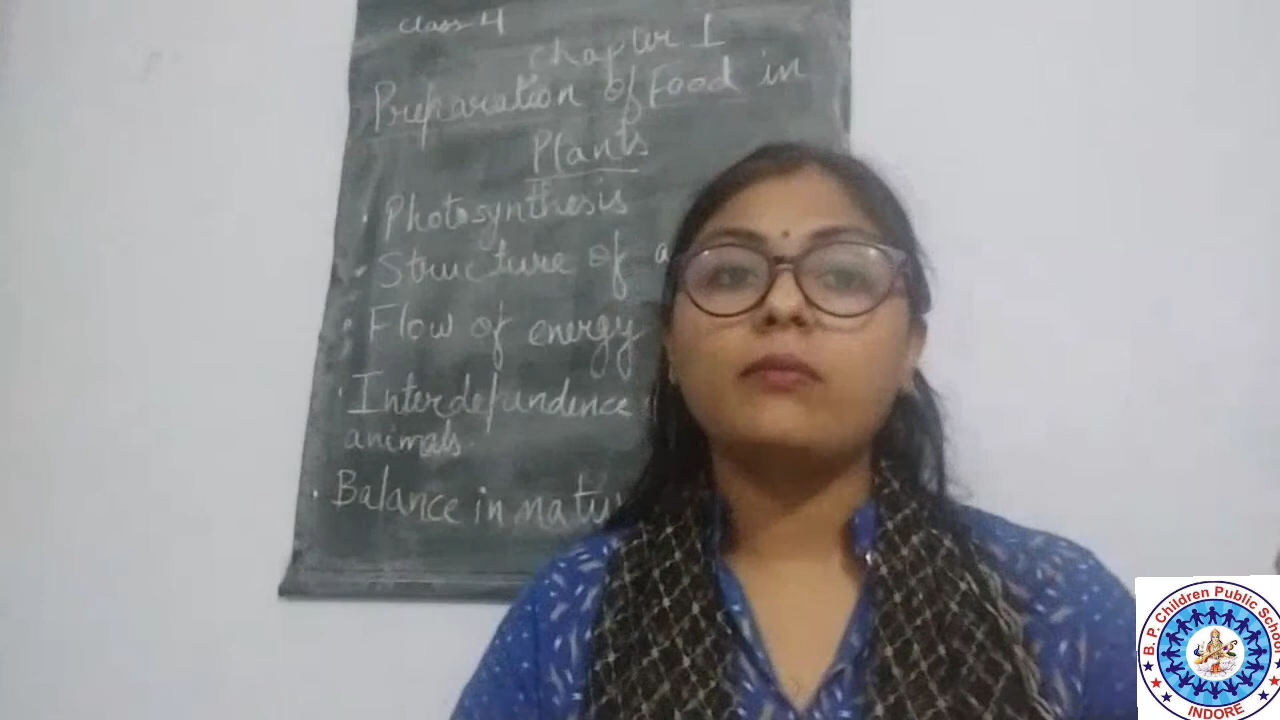 Class 4
Chapter 1
Preparation of Food in
Plants
• Photosynthesis
• Structure of a
• Flow of energy
• Interdependence
animals.
• Balance in natu
B. P. Children Public School
INDORE